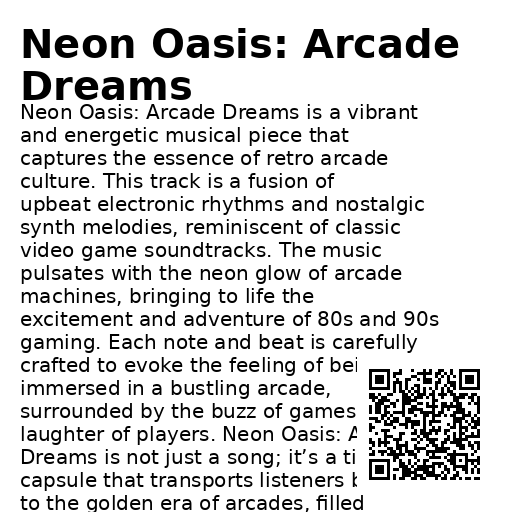 Neon Oasis: Arcade
Dreams
Neon Oasis: Arcade Dreams is a vibrant
and energetic musical piece that
captures the essence of retro arcade
culture. This track is a fusion of
upbeat electronic rhythms and nostalgic
synth melodies, reminiscent of classic
video game soundtracks. The music
pulsates with the neon glow of arcade
machines, bringing to life the
excitement and adventure of 80s and 90s
gaming. Each note and beat is carefully
crafted to evoke the feeling of
immersed in a bustling arcade,
surrounded by the buzz of games
laughter of players. Neon Oasis:
Dreams is not just a song; it’s a
capsule that transports listeners
to the golden era of arcades, filled